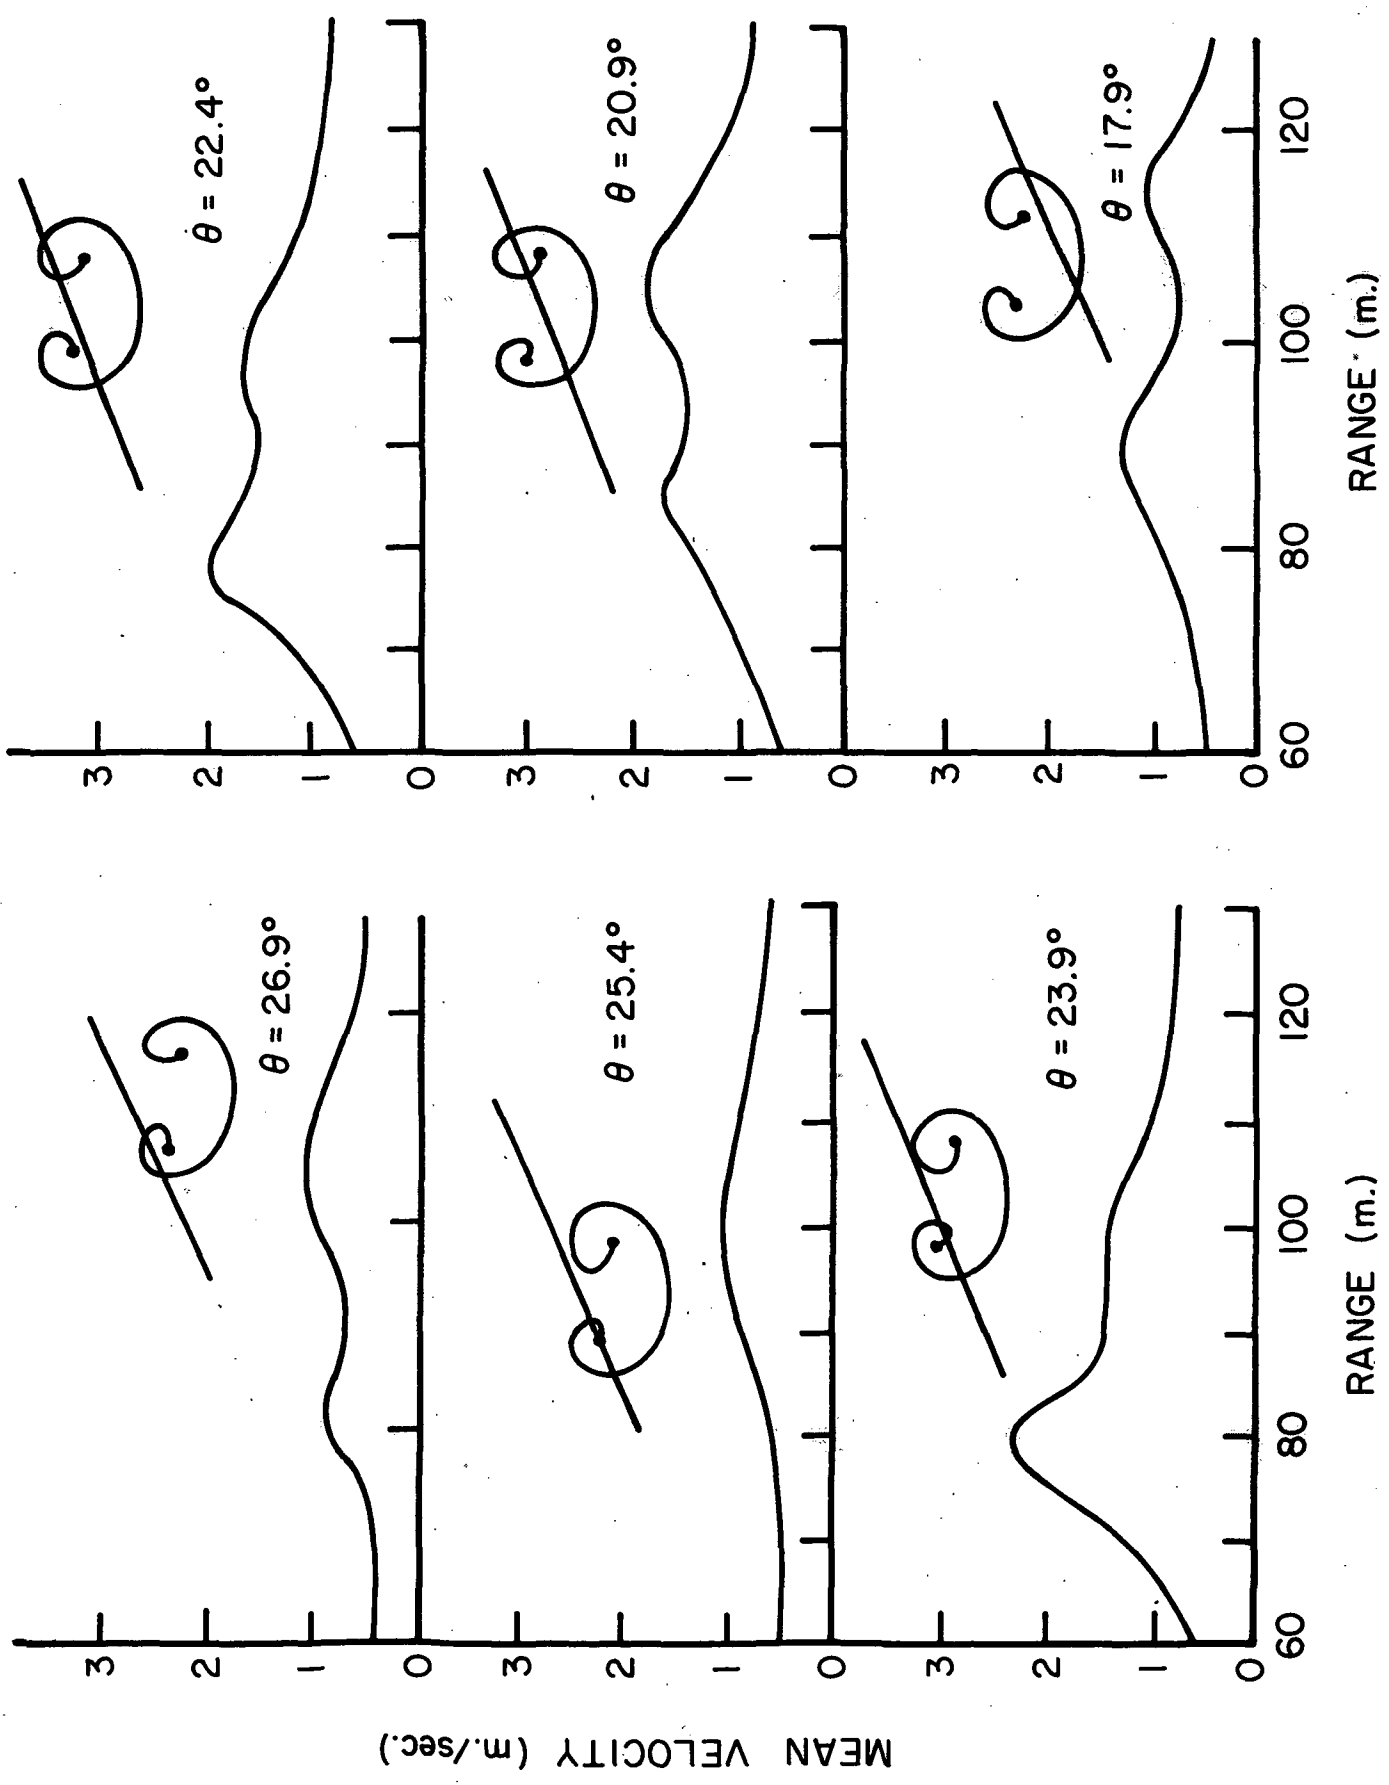 MEAN VELOCITY (m./sec.)
3
2
1
0
θ = 26.9°
3
2
1
0
θ = 25.4°
3
2
1
0
θ = 23.9°
60 80 100 120
RANGE (m.)
3
2
1
0
θ = 22.4°
3
2
1
0
θ = 20.9°
3
2
1
0
θ = 17.9°
60 80 100 120
RANGE (m.)